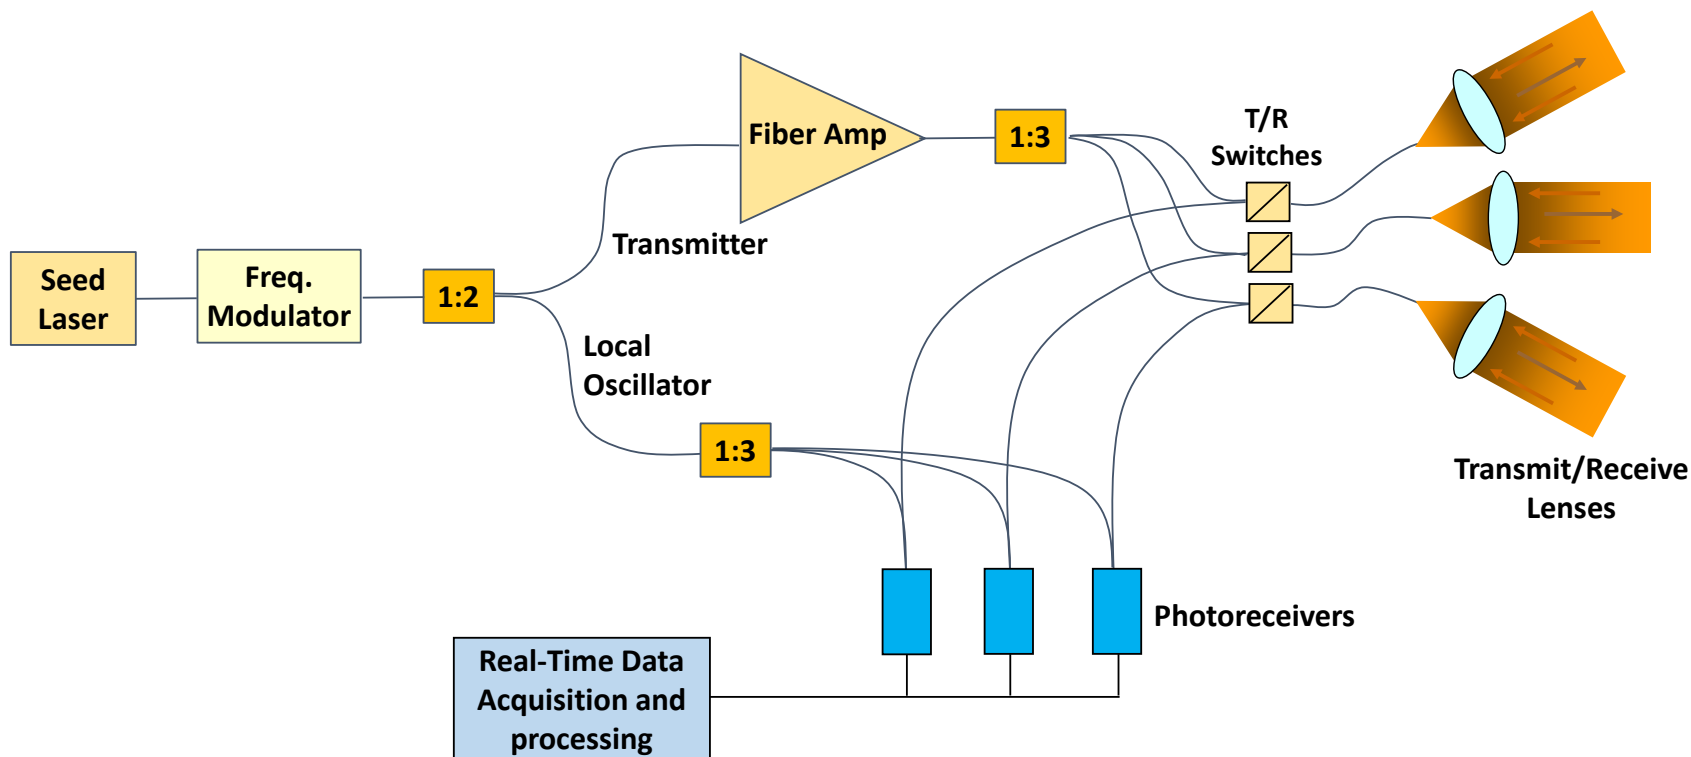 Fiber Amp
1:3
T/R
Switches
Transmitter
Seed
Laser
Freq.
Modulator
1:2
Local
Oscillator
1:3
Transmit/Receive
Lenses
Photoreceivers
Real-Time Data
Acquisition and
processing